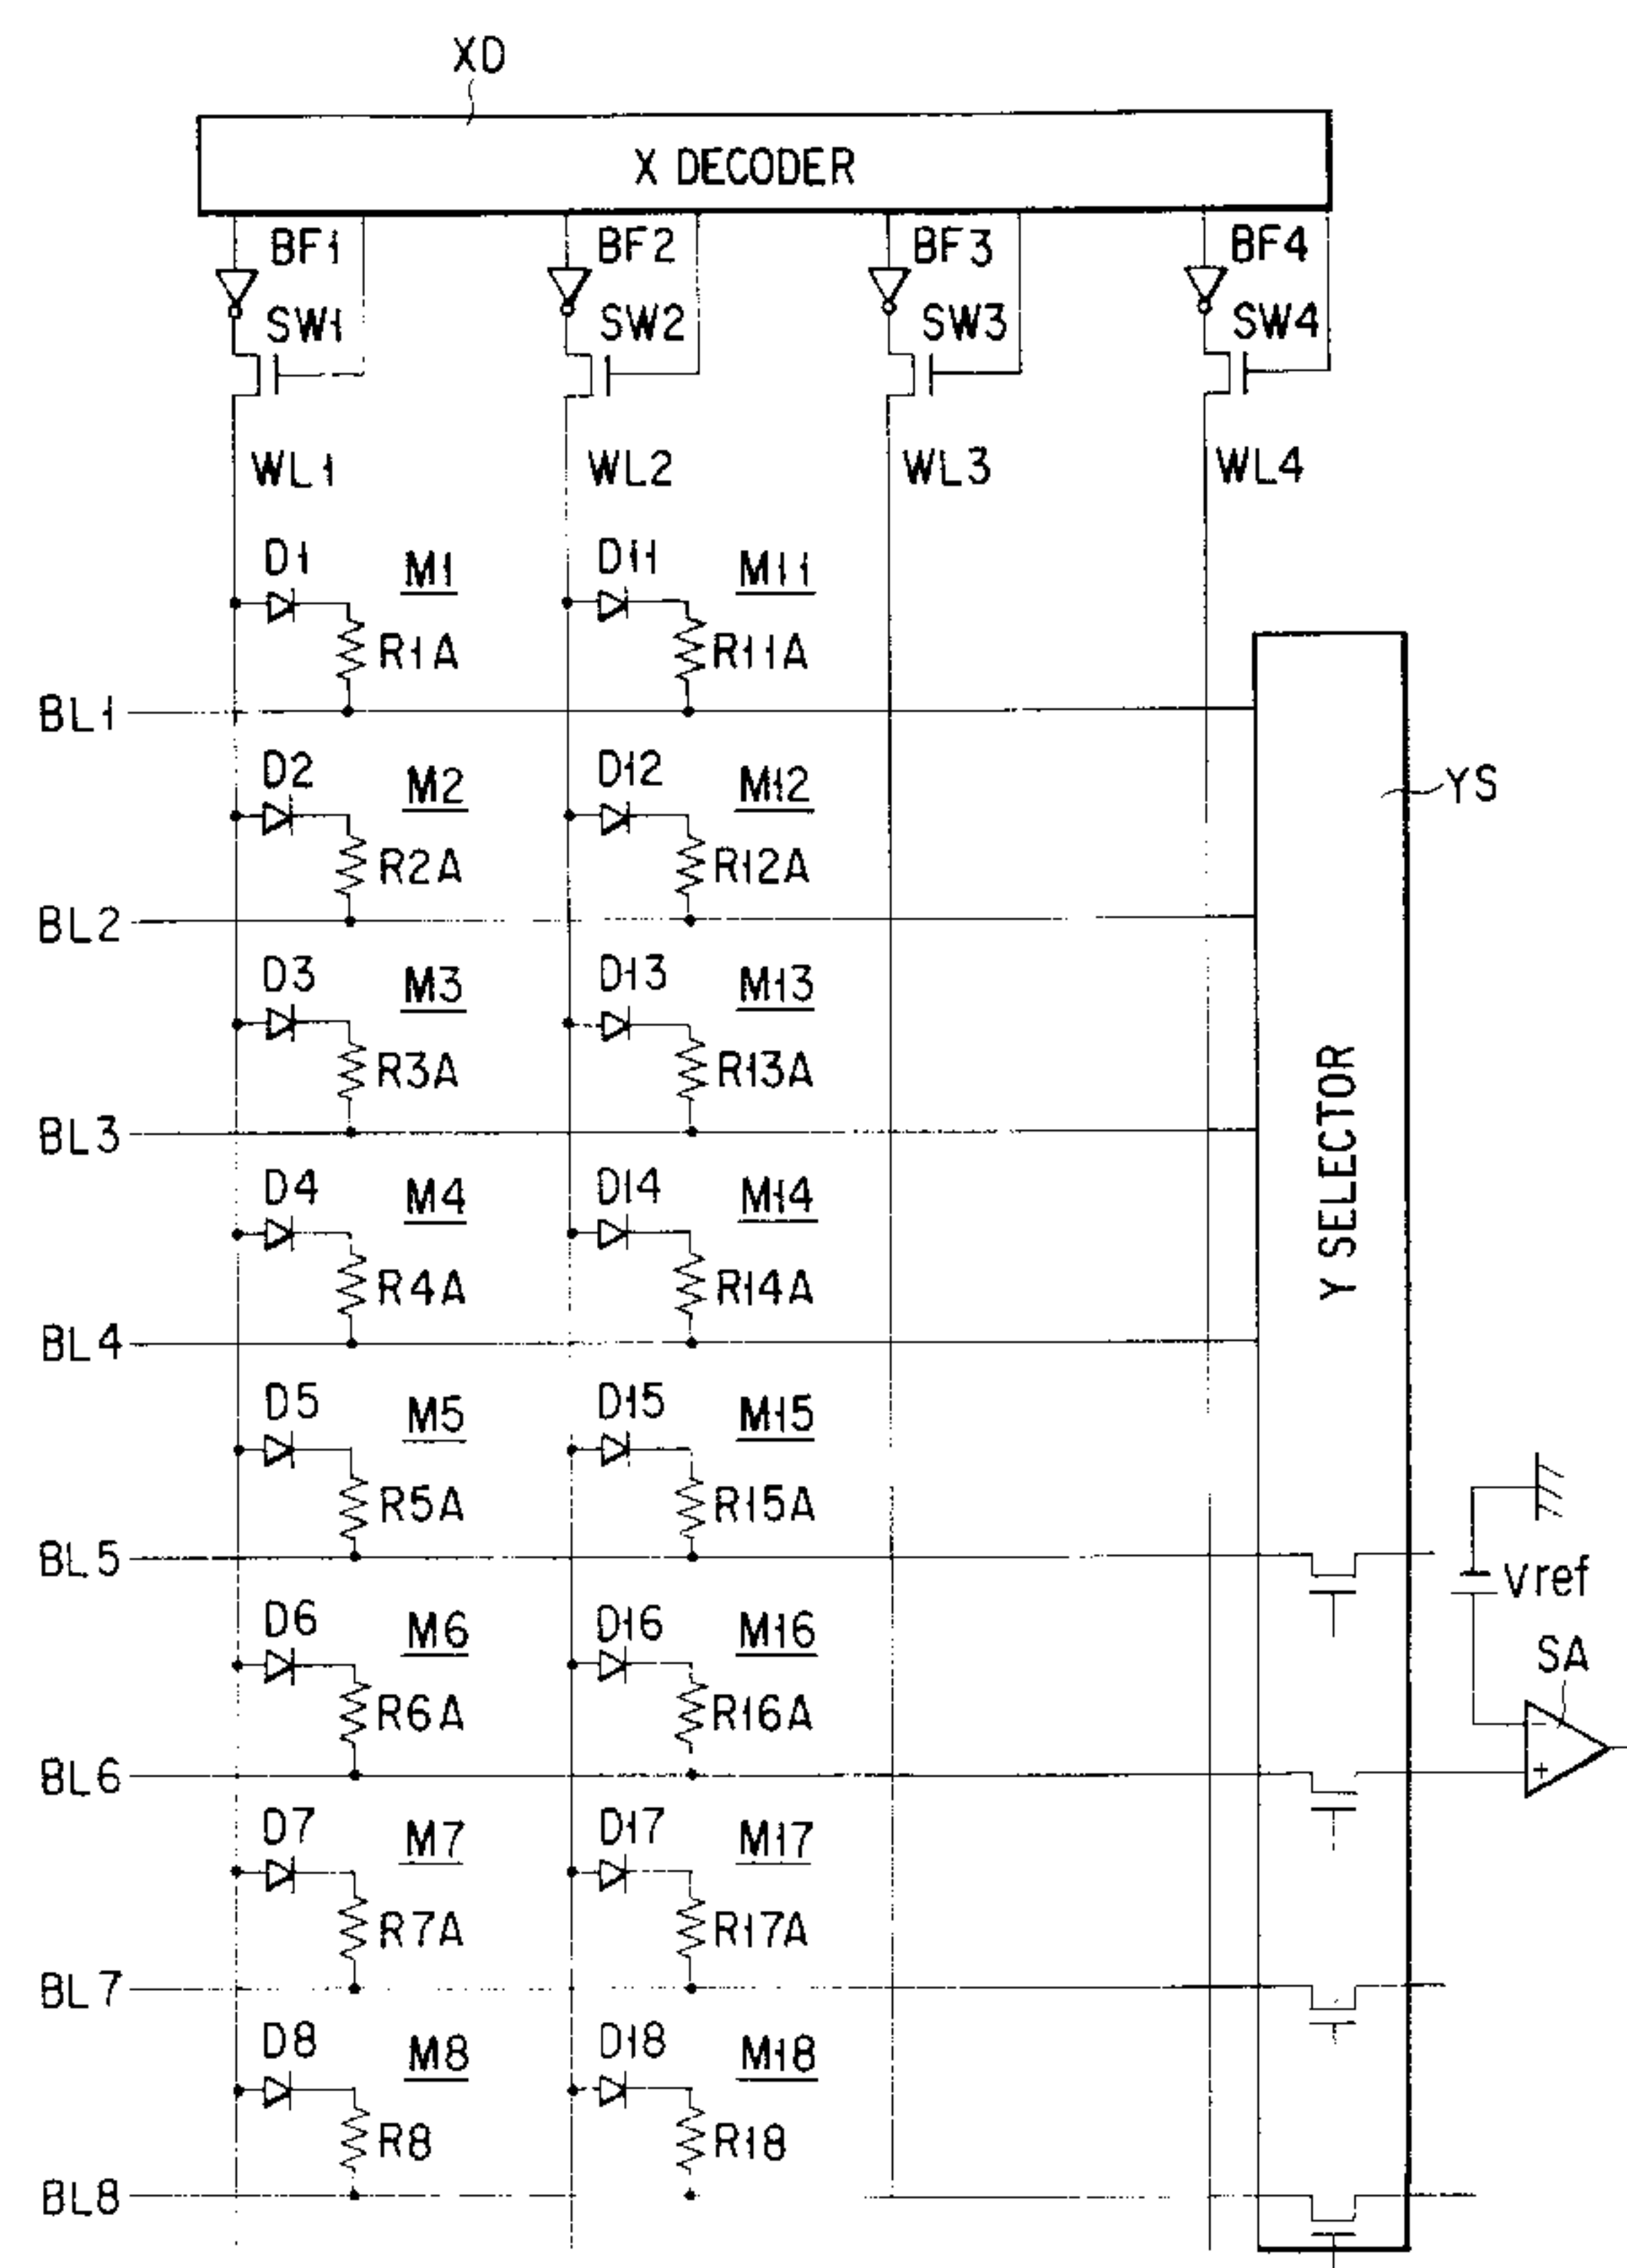 XD
X DECODER
BF1 BF2 BF3 BF4
SW1 SW2 SW3 SW4
WL1 WL2 WL3 WL4
D1 M1 D11 M11
R1A R11A
BL1
D2 M2 D12 M12
YS
R2A R12A
BL2
D3 M3 D13 M13
R3A R13A
BL3
Y SELECTOR
D4 M4 D14 M14
R4A R14A
BL4
D5 M5 D15 M15
R5A R15A
BL5
Vref
D6 M6 D16 M16
SA
R6A R16A
−
BL6
+
D7 M7 D17 M17
R7A R17A
BL7
D8 M8 D18 M18
R8 R18
BL8